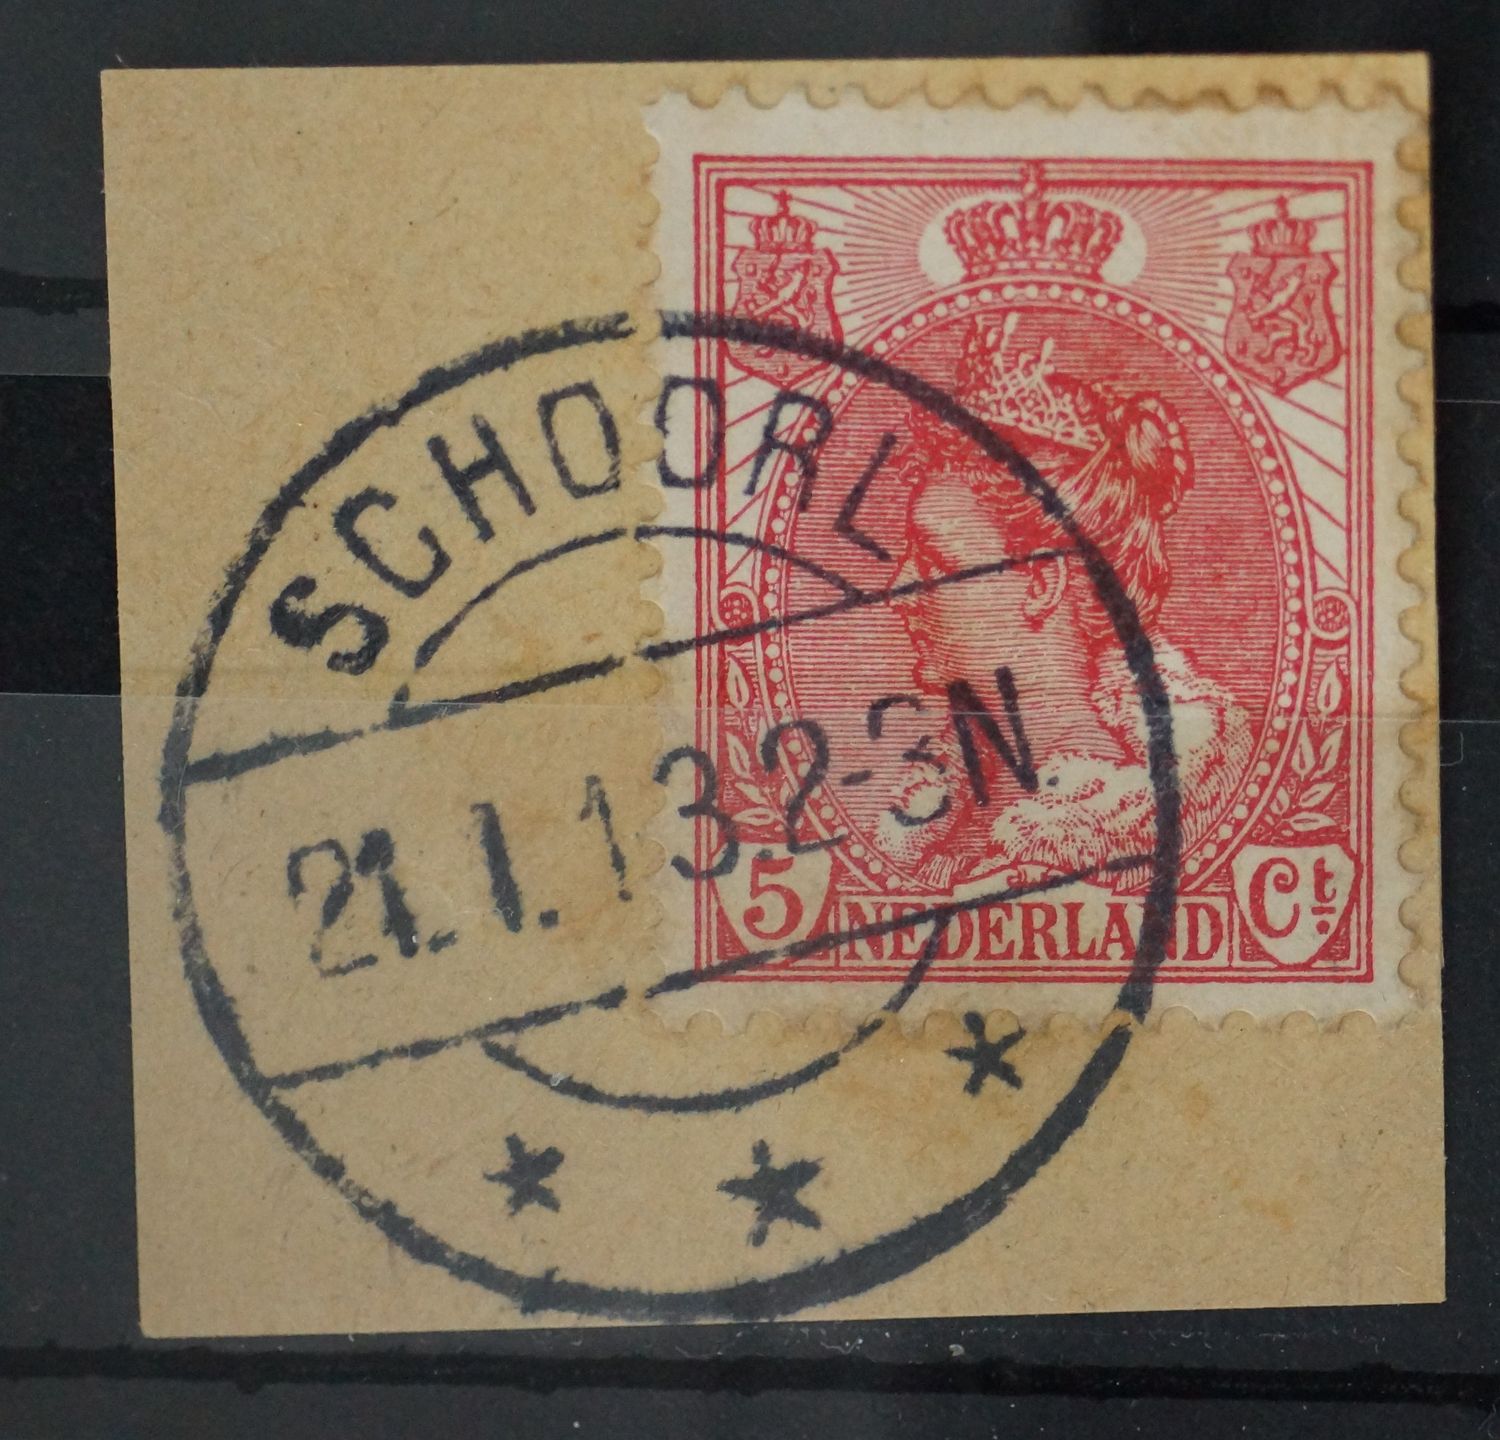 SCHOORL
21.1.13.2-3N.
5 NEDERLAND Ct.